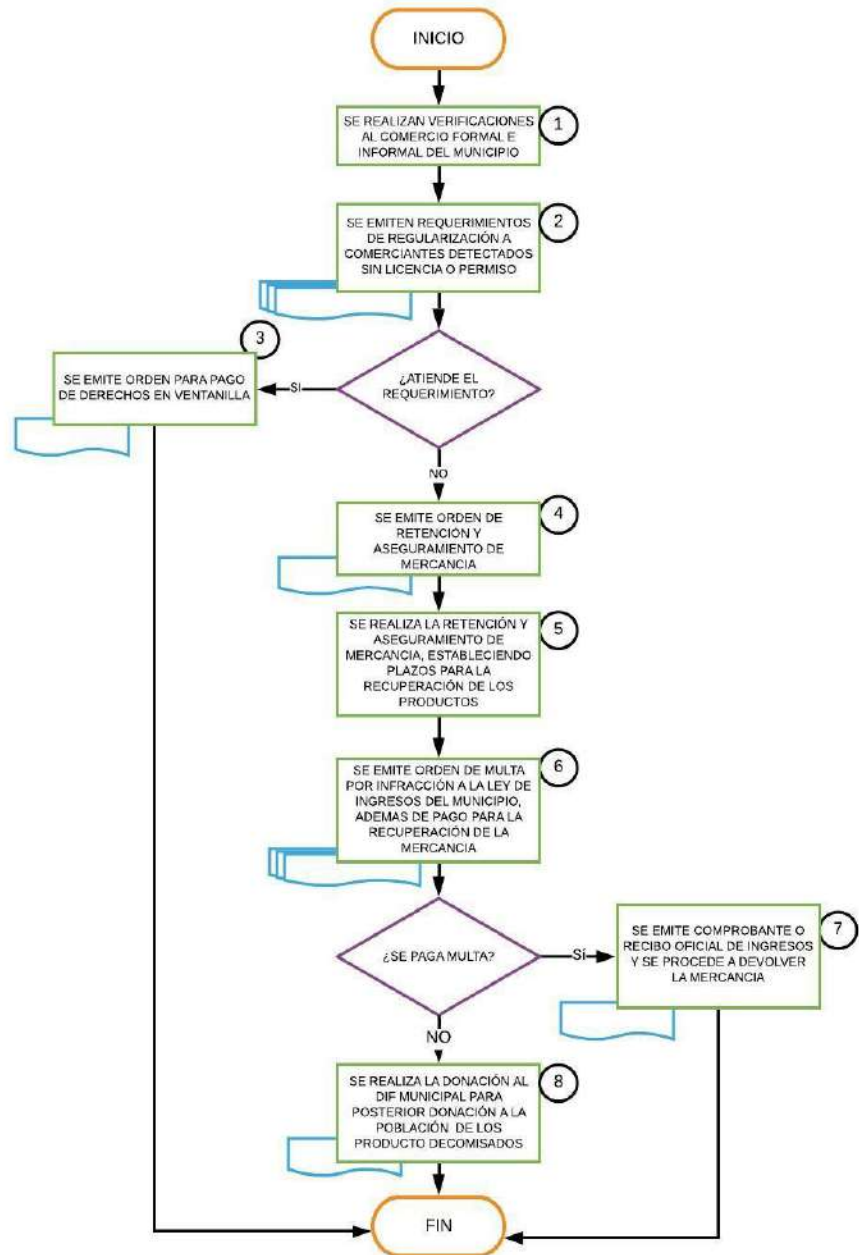 INICIO
SE REALIZAN VERIFICACIONES
AL COMERCIO FORMAL E
INFORMAL DEL MUNICIPIO
1
SE EMITEN REQUERIMIENTOS
DE REGULARIZACIÓN A
COMERCIANTES DETECTADOS
SIN LICENCIA O PERMISO
2
¿ATIENDE EL
REQUERIMIENTO?
SI
3
SE EMITE ORDEN PARA PAGO
DE DERECHOS EN VENTANILLA
NO
SE EMITE ORDEN DE
RETENCIÓN Y
ASEGURAMIENTO DE
MERCANCIA
4
SE REALIZA LA RETENCIÓN Y
ASEGURAMIENTO DE
MERCANCIA, ESTABLECIENDO
PLAZOS PARA LA
RECUPERACIÓN DE LOS
PRODUCTOS
5
SE EMITE ORDEN DE MULTA
POR INFRACCIÓN A LA LEY DE
INGRESOS DEL MUNICIPIO,
ADEMAS DE PAGO PARA LA
RECUPERACIÓN DE LA
MERCANCIA
6
¿SE PAGA MULTA?
Sí
SE EMITE COMPROBANTE O
RECIBO OFICIAL DE INGRESOS
Y SE PROCEDE A DEVOLVER
LA MERCANCIA
7
NO
SE REALIZA LA DONACIÓN AL
DIF MUNICIPAL PARA
POSTERIOR DONACIÓN A LA
POBLACIÓN DE LOS
PRODUCTO DECOMISADOS
8
FIN